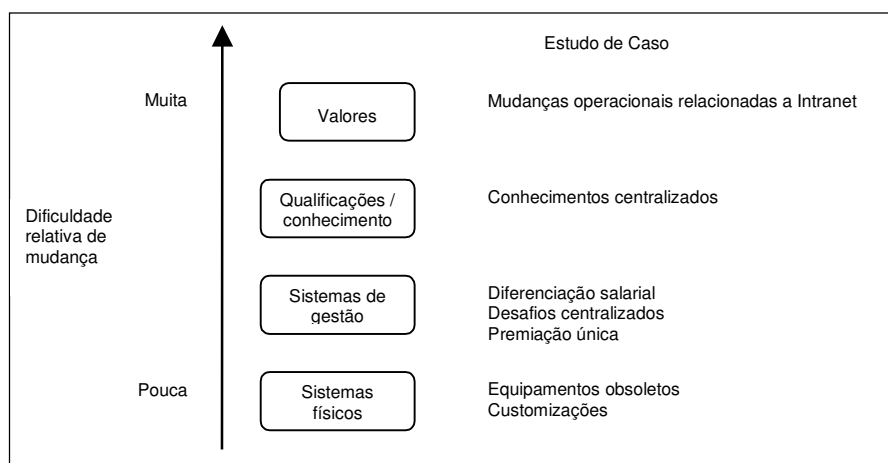 Estudo de Caso
Muita
Valores
Mudanças operacionais relacionadas a Intranet
Qualificações /
conhecimento
Conhecimentos centralizados
Dificuldade
relativa de
mudança
Sistemas de
gestão
Diferenciação salarial
Desafios centralizados
Premiação única
Pouca
Sistemas
físicos
Equipamentos obsoletos
Customizações